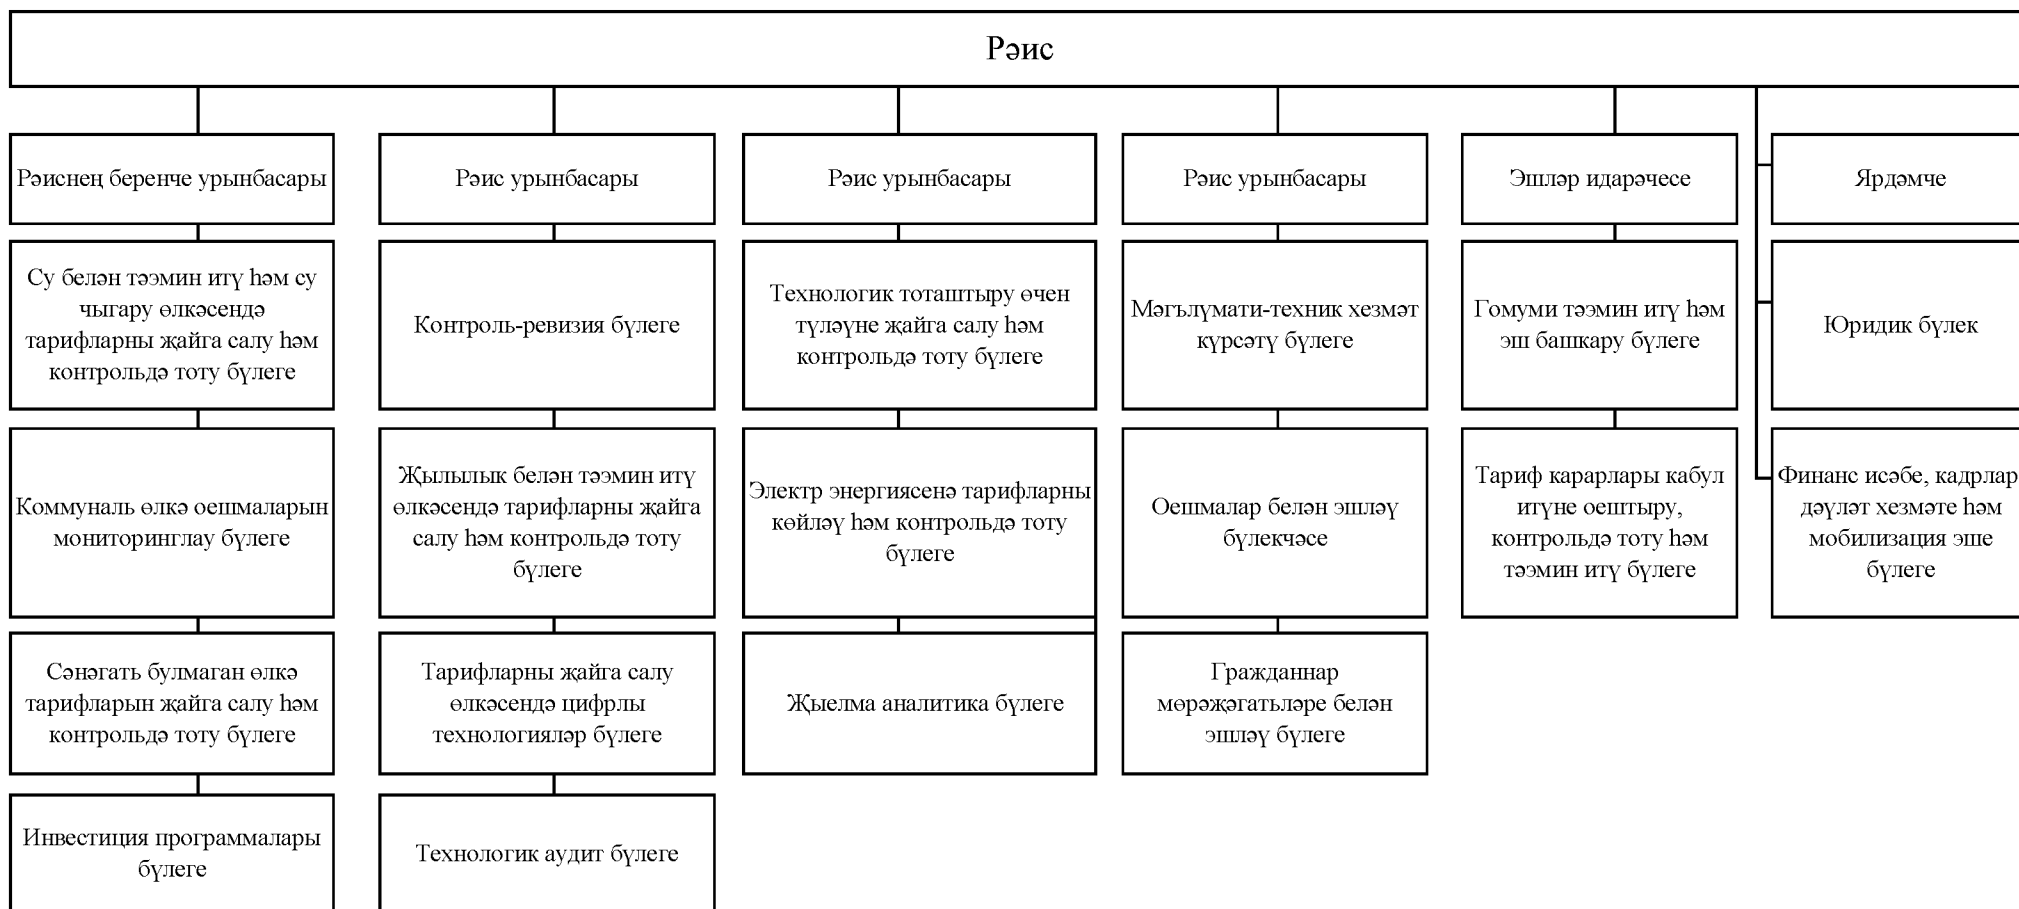 Рәис
Рәиснең беренче урынбасары
Рәис урынбасары
Рәис урынбасары
Рәис урынбасары
Эшләр идарәчесе
Ярдәмче
Су белән тәэмин итү һәм су
чыгару өлкәсендә
тарифларны җайга салу һәм
контрольдә тоту бүлеге
Контроль-ревизия бүлеге
Технологик тоташтыру өчен
түләүне җайга салу һәм
контрольдә тоту бүлеге
Мәгълүмати-техник хезмәт
күрсәтү бүлеге
Гомуми тәэмин итү һәм
эш башкару бүлеге
Юридик бүлек
Коммуналь өлкә оешмаларын
мониторинглау бүлеге
Җылылык белән тәэмин итү
өлкәсендә тарифларны җайга
салу һәм контрольдә тоту
бүлеге
Электр энергиясенә тарифларны
көйләү һәм контрольдә тоту
бүлеге
Оешмалар белән эшләү
бүлекчәсе
Тариф карарлары кабул
итүне оештыру,
контрольдә тоту һәм
тәэмин итү бүлеге
Финанс исәбе, кадрлар
дәүләт хезмәте һәм
мобилизация эше
бүлеге
Сәнәгать булмаган өлкә
тарифларын җайга салу һәм
контрольдә тоту бүлеге
Тарифларны җайга салу
өлкәсендә цифрлы
технологияләр бүлеге
Җыелма аналитика бүлеге
Гражданнар
мөрәҗәгатьләре белән
эшләү бүлеге
Инвестиция программалары
бүлеге
Технологик аудит бүлеге